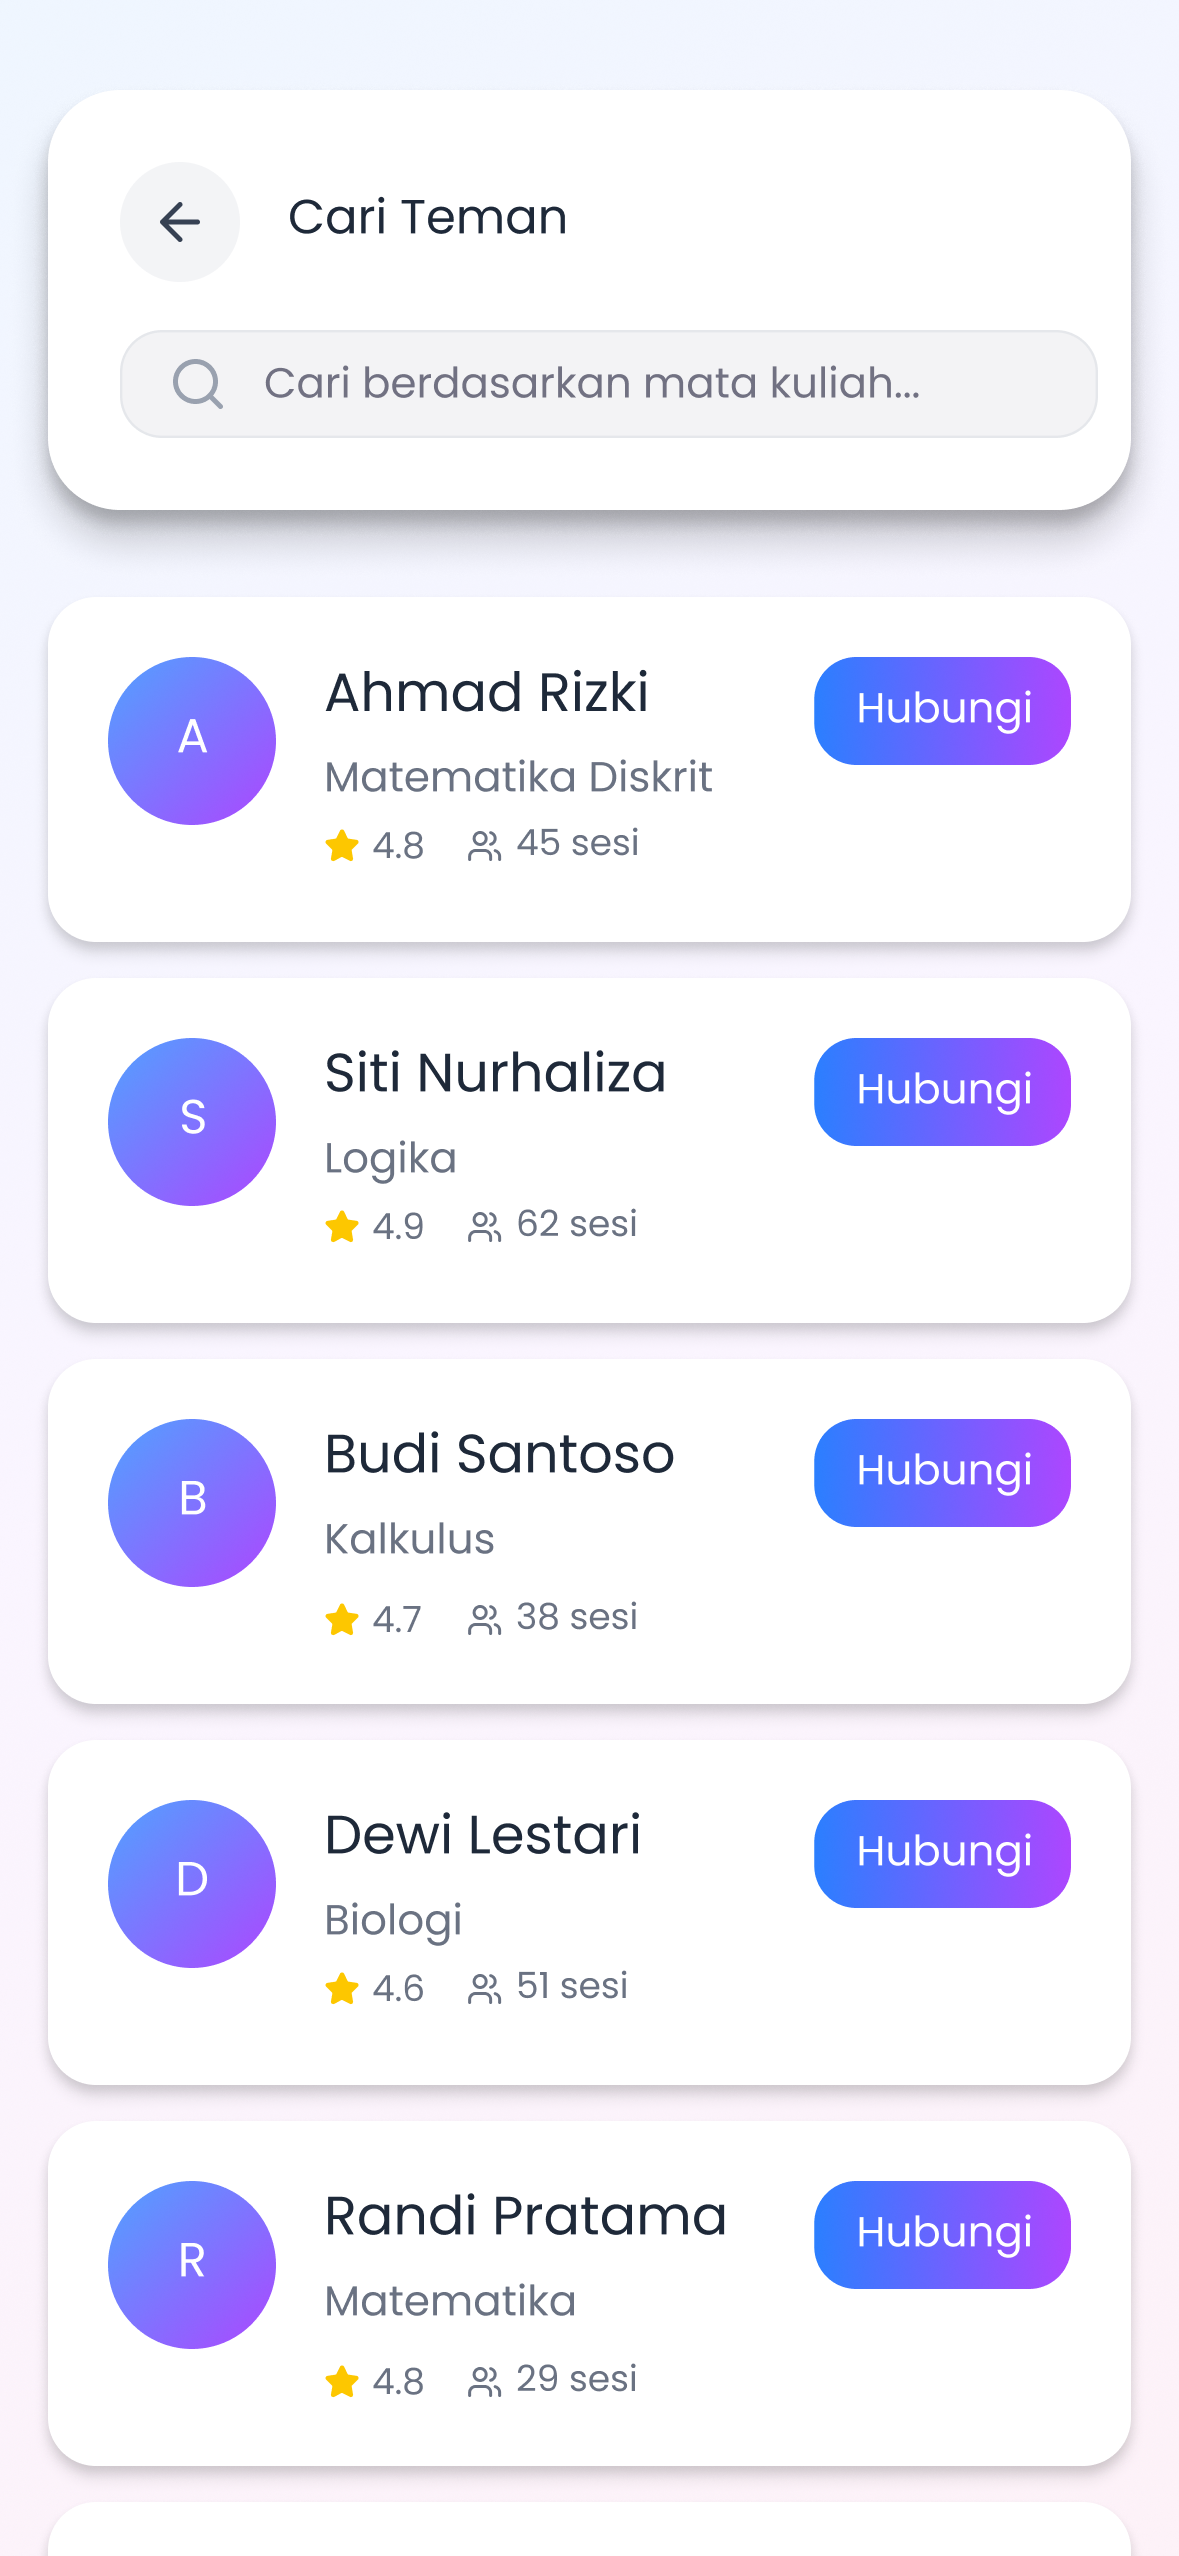 Cari Teman
Cari berdasarkan mata kuliah...
A
Ahmad Rizki
Hubungi
Matematika Diskrit
4.8 45 sesi
S
Siti Nurhaliza
Hubungi
Logika
4.9 62 sesi
B
Budi Santoso
Hubungi
Kalkulus
4.7 38 sesi
D
Dewi Lestari
Hubungi
Biologi
4.6 51 sesi
R
Randi Pratama
Hubungi
Matematika
4.8 29 sesi